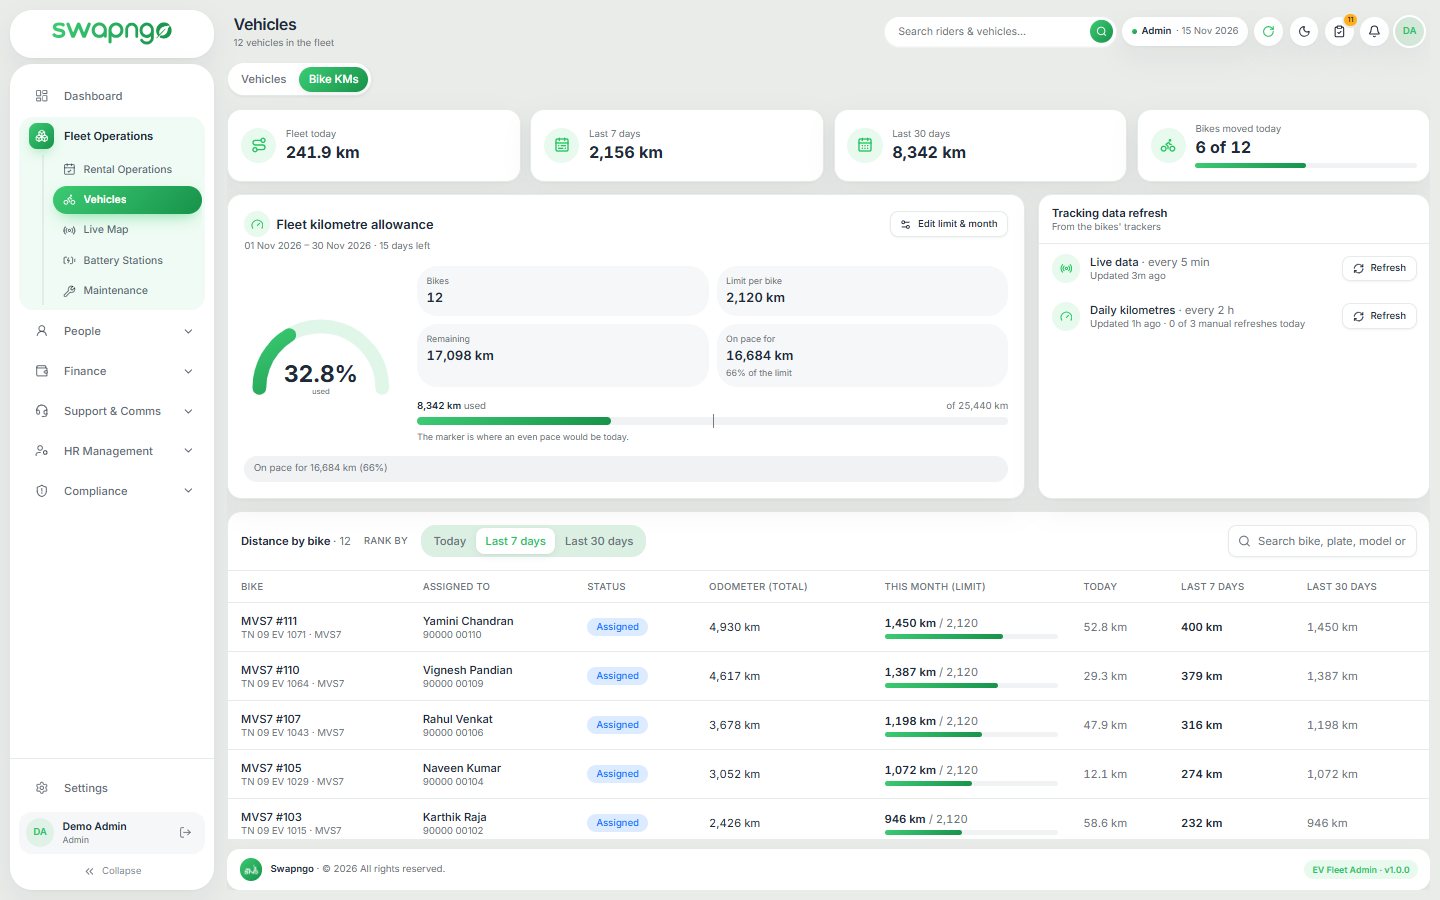 swapngo
Vehicles
12 vehicles in the fleet
Search riders & vehicles...
Admin · 15 Nov 2026
11
DA
Dashboard
Fleet Operations
Rental Operations
Vehicles
Live Map
Battery Stations
Maintenance
People
Finance
Support & Comms
HR Management
Compliance
Settings
DA
Demo Admin
Admin
Collapse
Vehicles
Bike KMs
Fleet today
241.9 km
Last 7 days
2,156 km
Last 30 days
8,342 km
Bikes moved today
6 of 12
Fleet kilometre allowance
Edit limit & month
01 Nov 2026 – 30 Nov 2026 · 15 days left
32.8%
used
Bikes
12
Limit per bike
2,120 km
Remaining
17,098 km
On pace for
16,684 km
66% of the limit
8,342 km used
of 25,440 km
The marker is where an even pace would be today.
On pace for 16,684 km (66%)
Tracking data refresh
From the bikes' trackers
Live data · every 5 min
Updated 3m ago
Refresh
Daily kilometres · every 2 h
Updated 1h ago · 0 of 3 manual refreshes today
Refresh
Distance by bike · 12
RANK BY
Today
Last 7 days
Last 30 days
Search bike, plate, model or
BIKE ASSIGNED TO STATUS ODOMETER (TOTAL) THIS MONTH (LIMIT) TODAY LAST 7 DAYS LAST 30 DAYS
MVS7 #111 Yamini Chandran Assigned 4,930 km 1,450 km / 2,120 52.8 km 400 km 1,450 km
TN 09 EV 1071 · MVS7 90000 00110
MVS7 #110 Vignesh Pandian Assigned 4,617 km 1,387 km / 2,120 29.3 km 379 km 1,387 km
TN 09 EV 1064 · MVS7 90000 00109
MVS7 #107 Rahul Venkat Assigned 3,678 km 1,198 km / 2,120 47.9 km 316 km 1,198 km
TN 09 EV 1043 · MVS7 90000 00106
MVS7 #105 Naveen Kumar Assigned 3,052 km 1,072 km / 2,120 12.1 km 274 km 1,072 km
TN 09 EV 1029 · MVS7 90000 00104
MVS7 #103 Karthik Raja Assigned 2,426 km 946 km / 2,120 58.6 km 232 km 946 km
TN 09 EV 1015 · MVS7 90000 00102
Swapngo · © 2026 All rights reserved.
EV Fleet Admin · v1.0.0